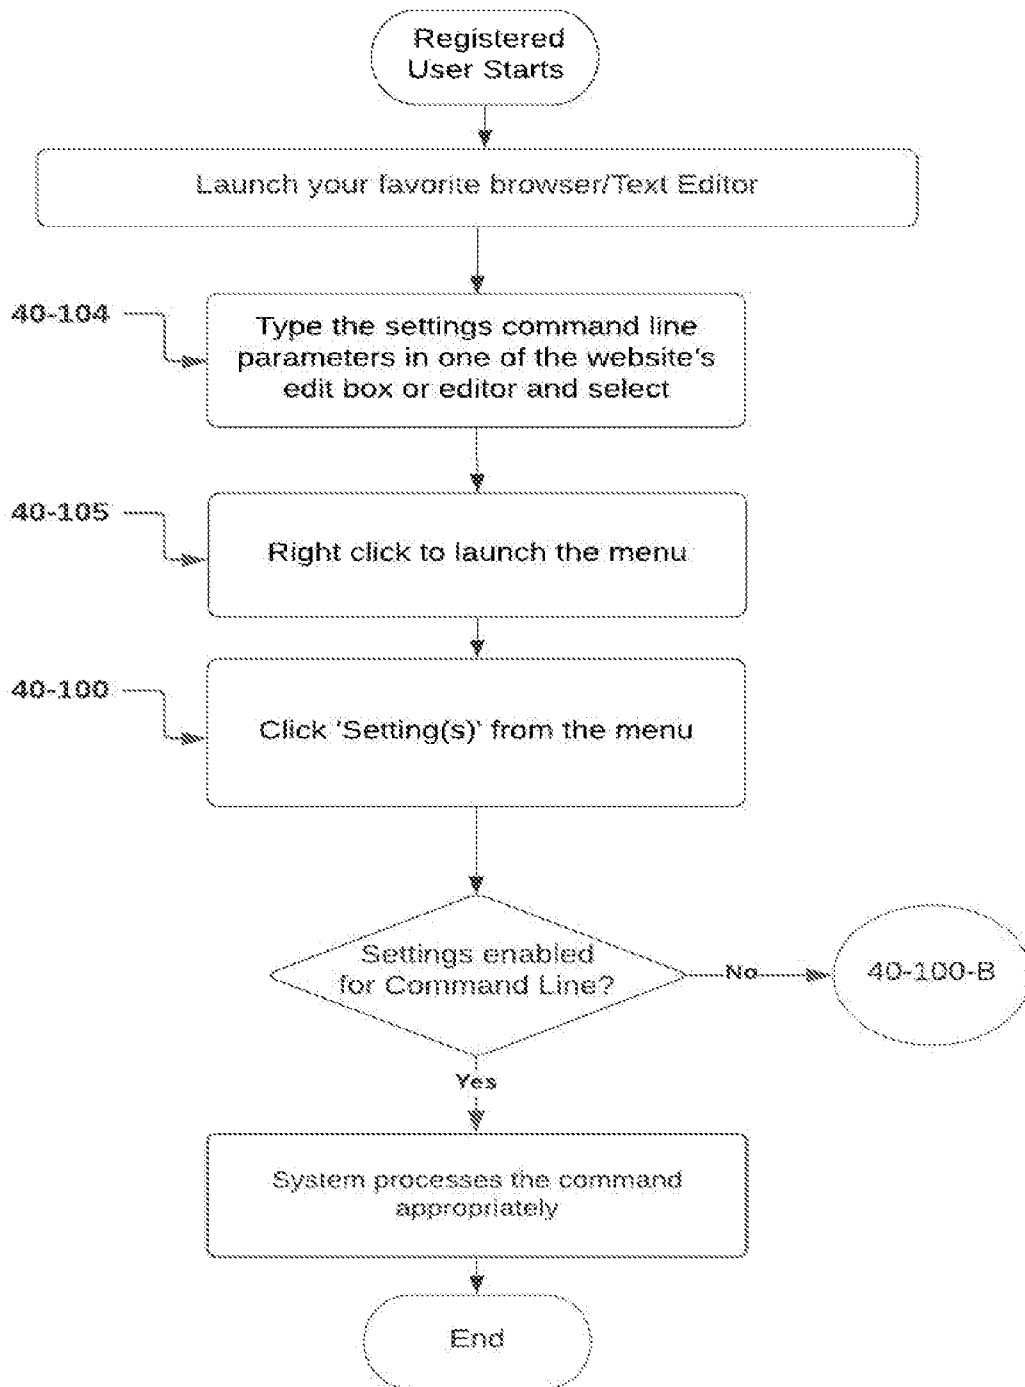 Registered
User Starts
Launch your favorite browser/Text Editor
40-104
Type the settings command line
parameters in one of the website's
edit box or editor and select
40-105
Right click to launch the menu
40-100
Click 'Setting(s)' from the menu
Settings enabled
for Command Line?
No
40-100-B
Yes
System processes the command
appropriately
End